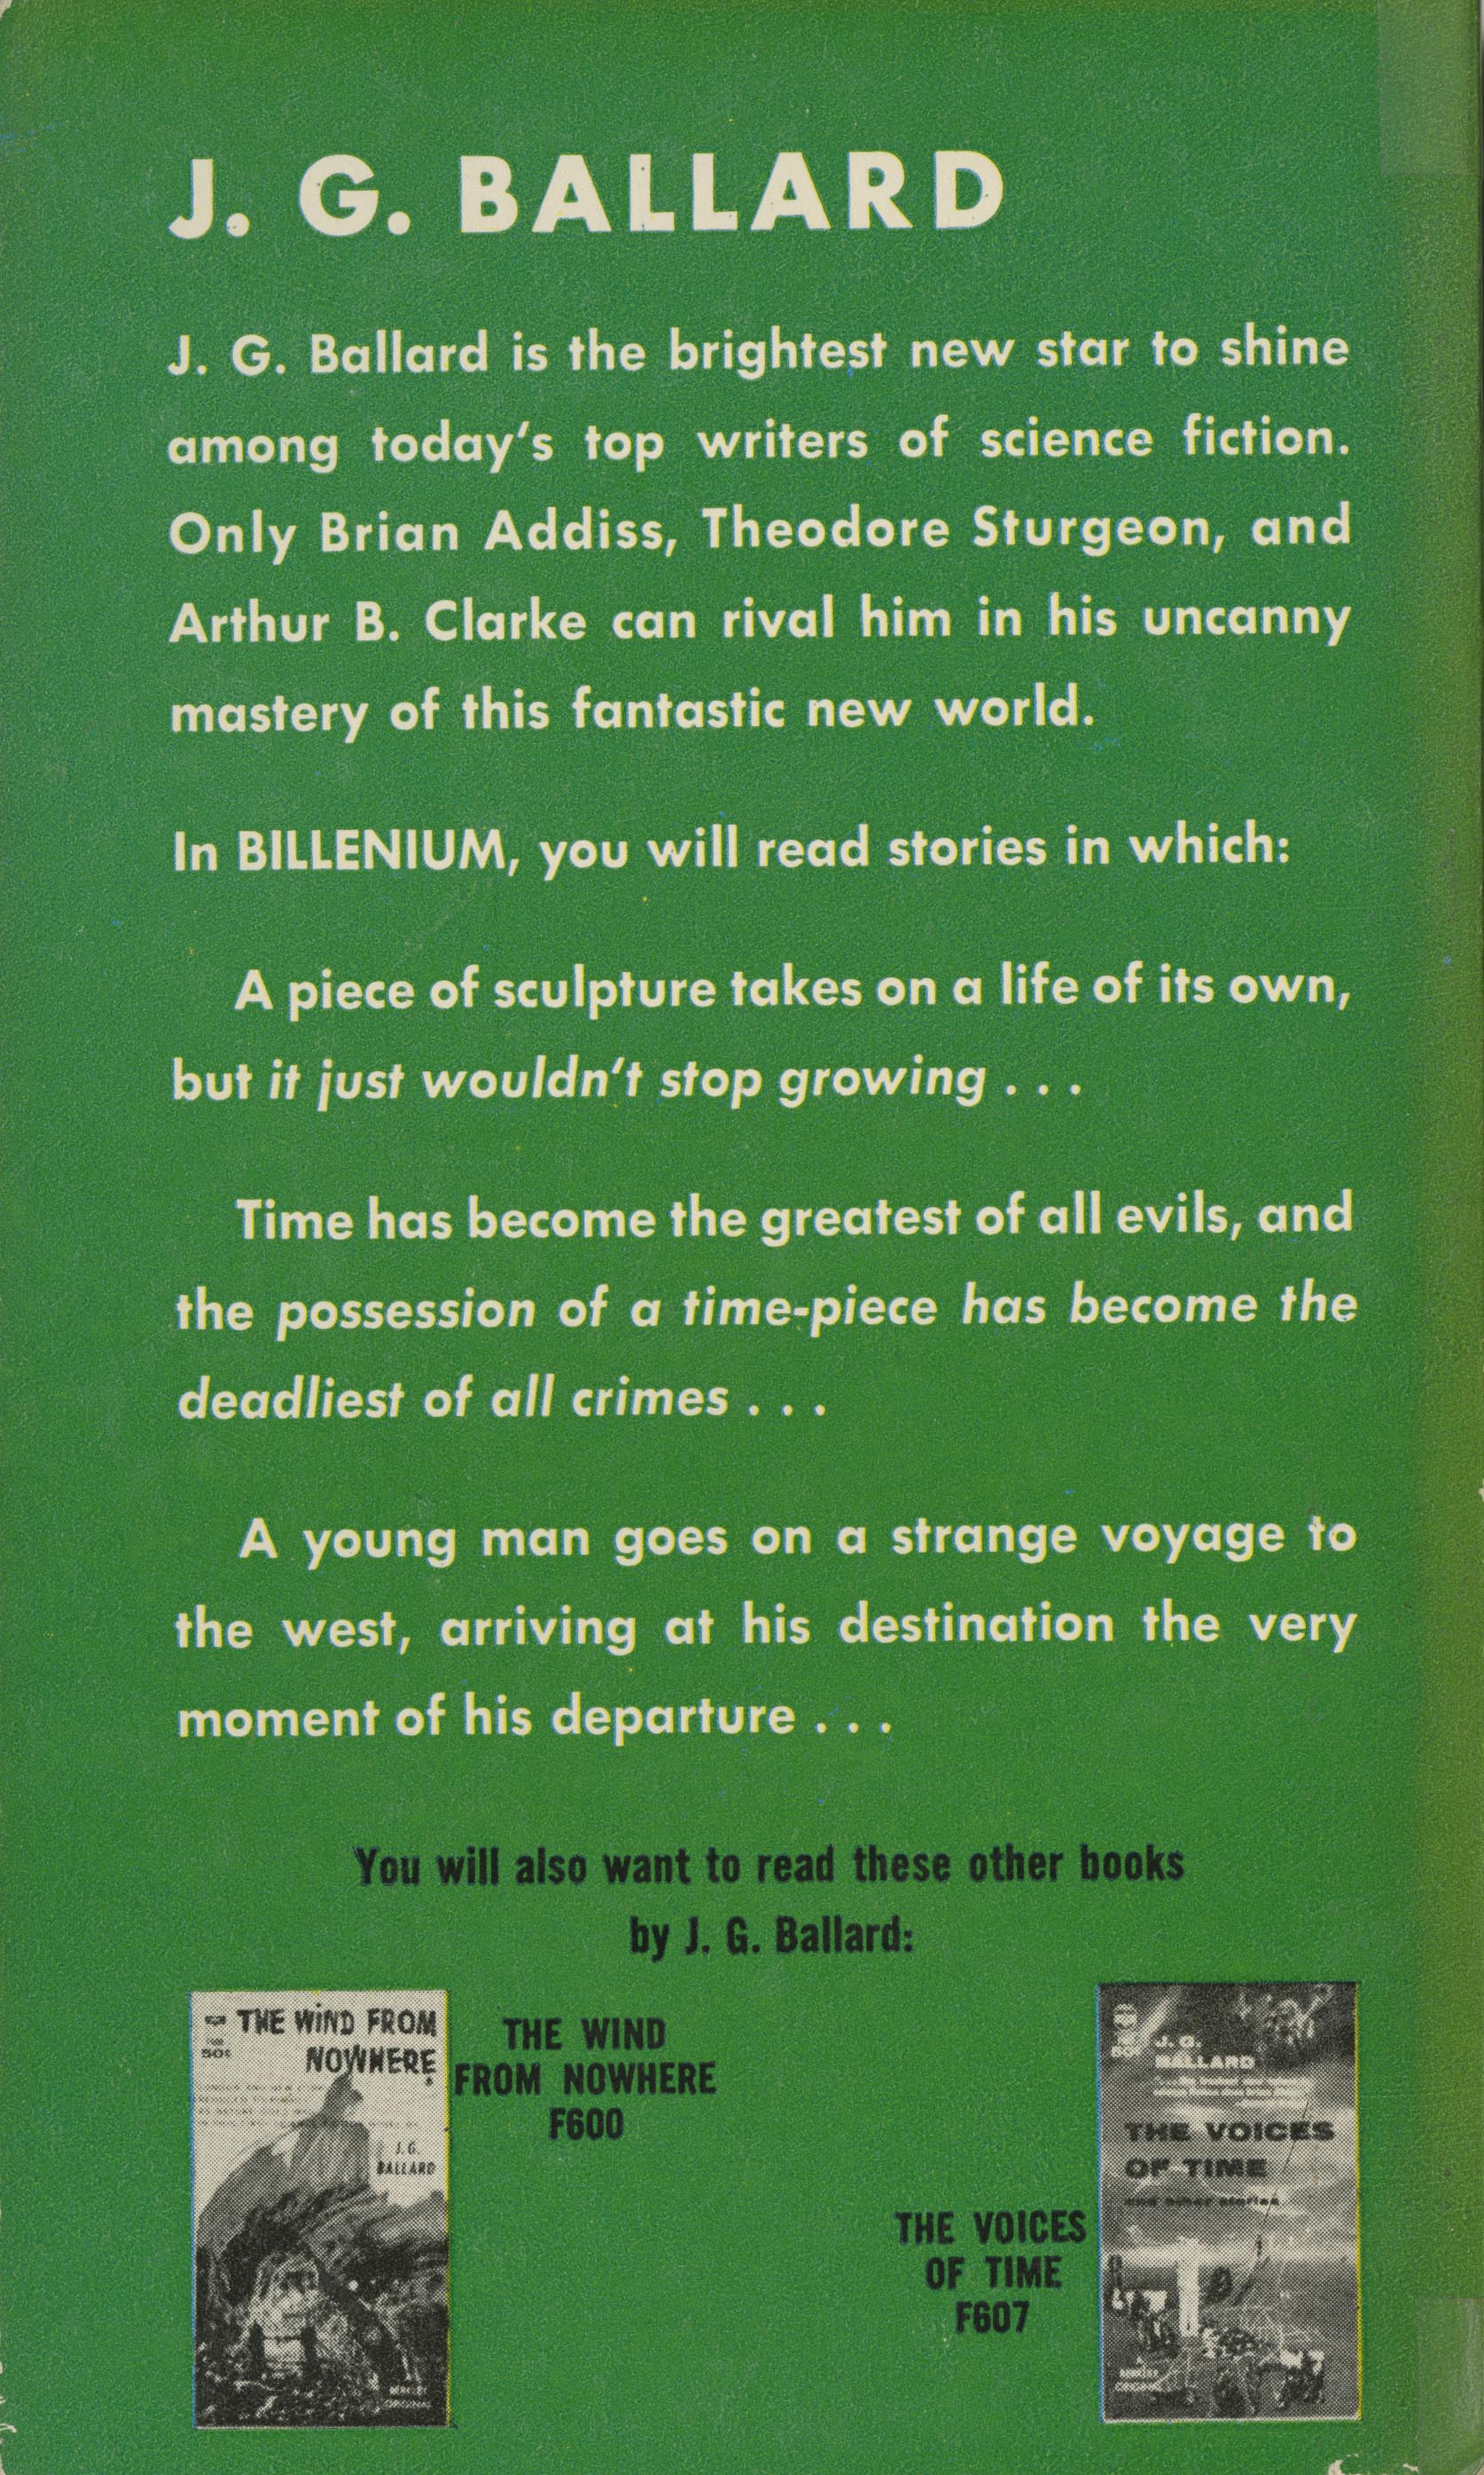 J. G. BALLARD
J. G. Ballard is the brightest new star to shine
among today's top writers of science fiction.
Only Brian Addiss, Theodore Sturgeon, and
Arthur B. Clarke can rival him in his uncanny
mastery of this fantastic new world.
In BILLENIUM, you will read stories in which:
A piece of sculpture takes on a life of its own,
but it just wouldn't stop growing . . .
Time has become the greatest of all evils, and
the possession of a time-piece has become the
deadliest of all crimes . . .
A young man goes on a strange voyage to
the west, arriving at his destination the very
moment of his departure . . .
You will also want to read these other books
by J. G. Ballard:
THE WIND FROM
NOWHERE
50¢
J.G.
BALLARD
THE WIND
FROM NOWHERE
F600
THE VOICES
OF TIME
F607
J. G.
BALLARD
THE VOICES
OF TIME
and other stories